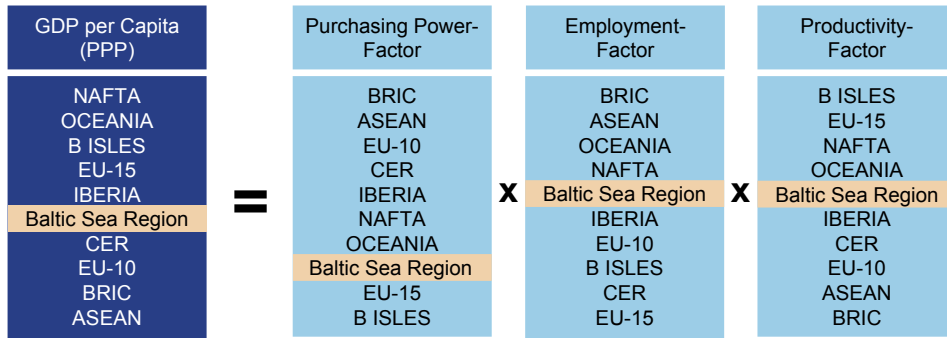 GDP per Capita
(PPP)
NAFTA
OCEANIA
B ISLES
EU-15
IBERIA
Baltic Sea Region
CER
EU-10
BRIC
ASEAN
=
Purchasing Power-
Factor
BRIC
ASEAN
EU-10
CER
IBERIA
NAFTA
OCEANIA
Baltic Sea Region
EU-15
B ISLES
x
Employment-
Factor
BRIC
ASEAN
OCEANIA
NAFTA
Baltic Sea Region
IBERIA
EU-10
B ISLES
CER
EU-15
x
Productivity-
Factor
B ISLES
EU-15
NAFTA
OCEANIA
Baltic Sea Region
IBERIA
CER
EU-10
ASEAN
BRIC